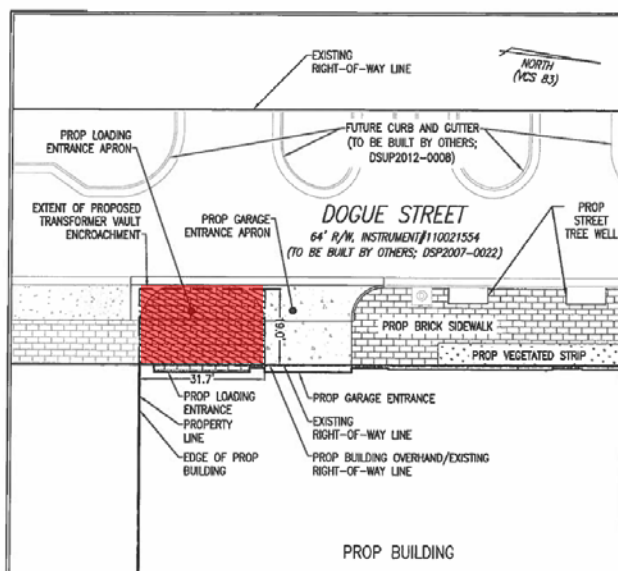 EXISTING
RIGHT-OF-WAY LINE
NORTH
(VCS 83)
PROP LOADING
ENTRANCE APRON
FUTURE CURB AND GUTTER
(TO BE BUILT BY OTHERS;
DSUP2012-0008)
EXTENT OF PROPOSED
TRANSFORMER VAULT
ENCROACHMENT
PROP GARAGE
ENTRANCE APRON
DOGUE STREET
64' R/W, INSTRUMENT#110021554
(TO BE BUILT BY OTHERS; DSP2007-0022)
PROP
STREET
TREE WELL
19.0'
PROP BRICK SIDEWALK
PROP VEGETATED STRIP
31.7'
PROP LOADING
ENTRANCE
PROPERTY
LINE
EDGE OF PROP
BUILDING
PROP GARAGE ENTRANCE
EXISTING
RIGHT-OF-WAY LINE
PROP BUILDING OVERHAND/EXISTING
RIGHT-OF-WAY LINE
PROP BUILDING